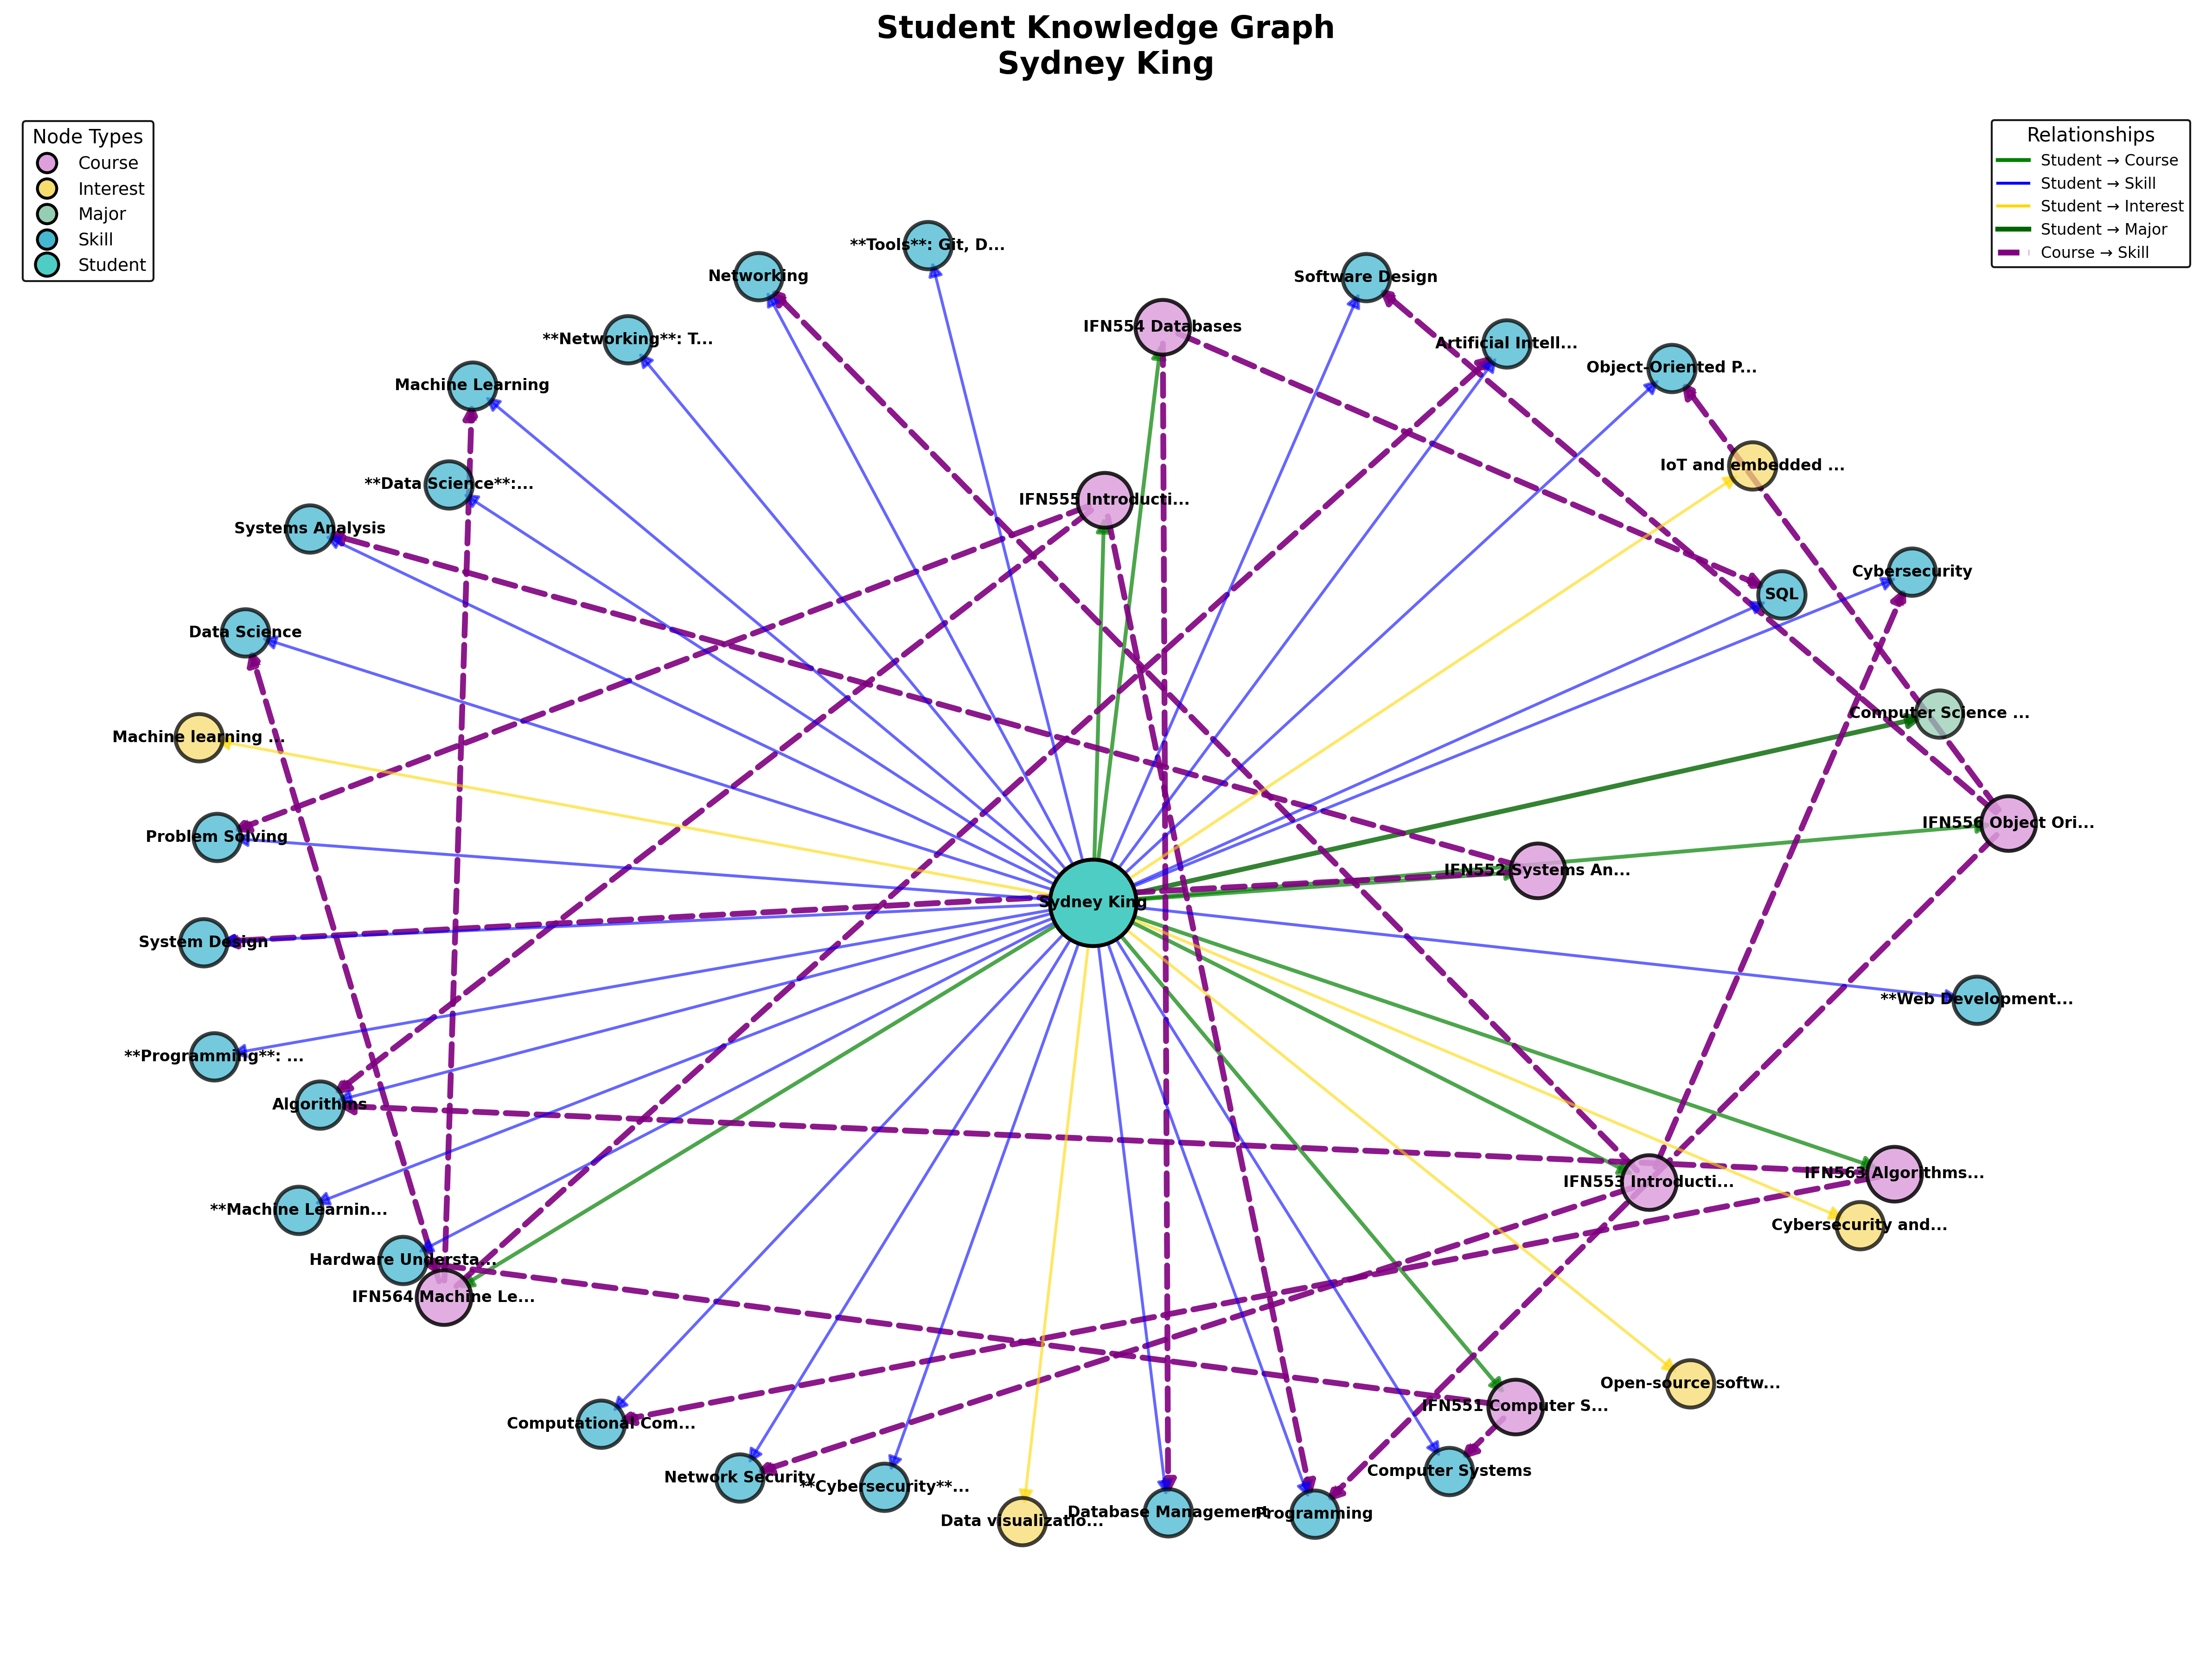 Student Knowledge Graph
Sydney King
Node Types
Course
Interest
Major
Skill
Student
Relationships
Student → Course
Student → Skill
Student → Interest
Student → Major
Course → Skill
**Tools**: Git, D...
Networking
Software Design
IFN554 Databases
**Networking**: T...
Artificial Intell...
Object-Oriented P...
Machine Learning
IoT and embedded ...
**Data Science**:...
IFN555 Introducti...
Systems Analysis
Cybersecurity
SQL
Data Science
Computer Science ...
Machine learning ...
IFN556 Object Ori...
Problem Solving
IFN552 Systems An...
Sydney King
System Design
**Web Development...
**Programming**: ...
Algorithms
IFN563 Algorithms...
IFN553 Introducti...
**Machine Learnin...
Cybersecurity and...
Hardware Understa...
IFN564 Machine Le...
Open-source softw...
IFN551 Computer S...
Computational Com...
Computer Systems
Network Security
**Cybersecurity**...
Database Management
Programming
Data visualizatio...